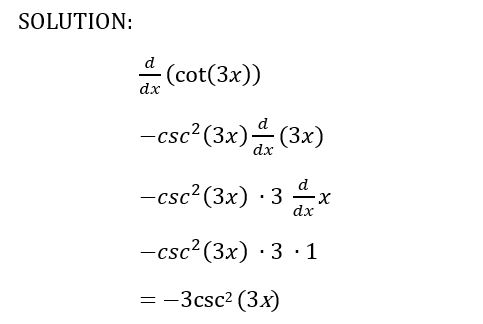 SOLUTION:
d/dx (cot(3x))
−csc²(3x) d/dx (3x)
−csc²(3x) ·3 d/dx x
−csc²(3x) ·3 ·1
= −3csc² (3x)